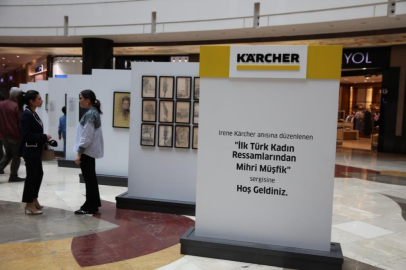 KÄRCHER
YOL
Irene Kärcher anısına düzenlenen
"İlk Türk Kadın
Ressamlarından
Mihri Müşfik"
sergisine
Hoş Geldiniz.